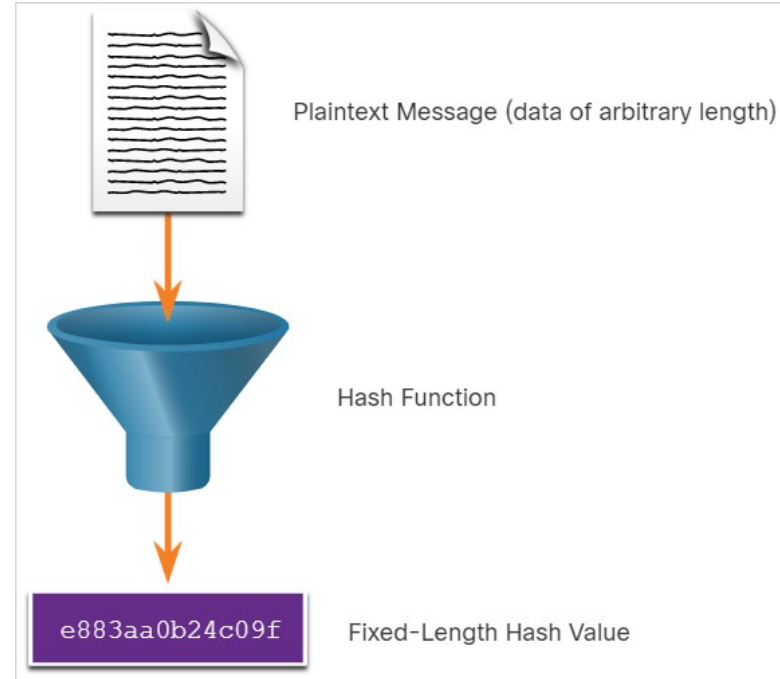 Plaintext Message (data of arbitrary length)
Hash Function
e883aa0b24c09f
Fixed-Length Hash Value